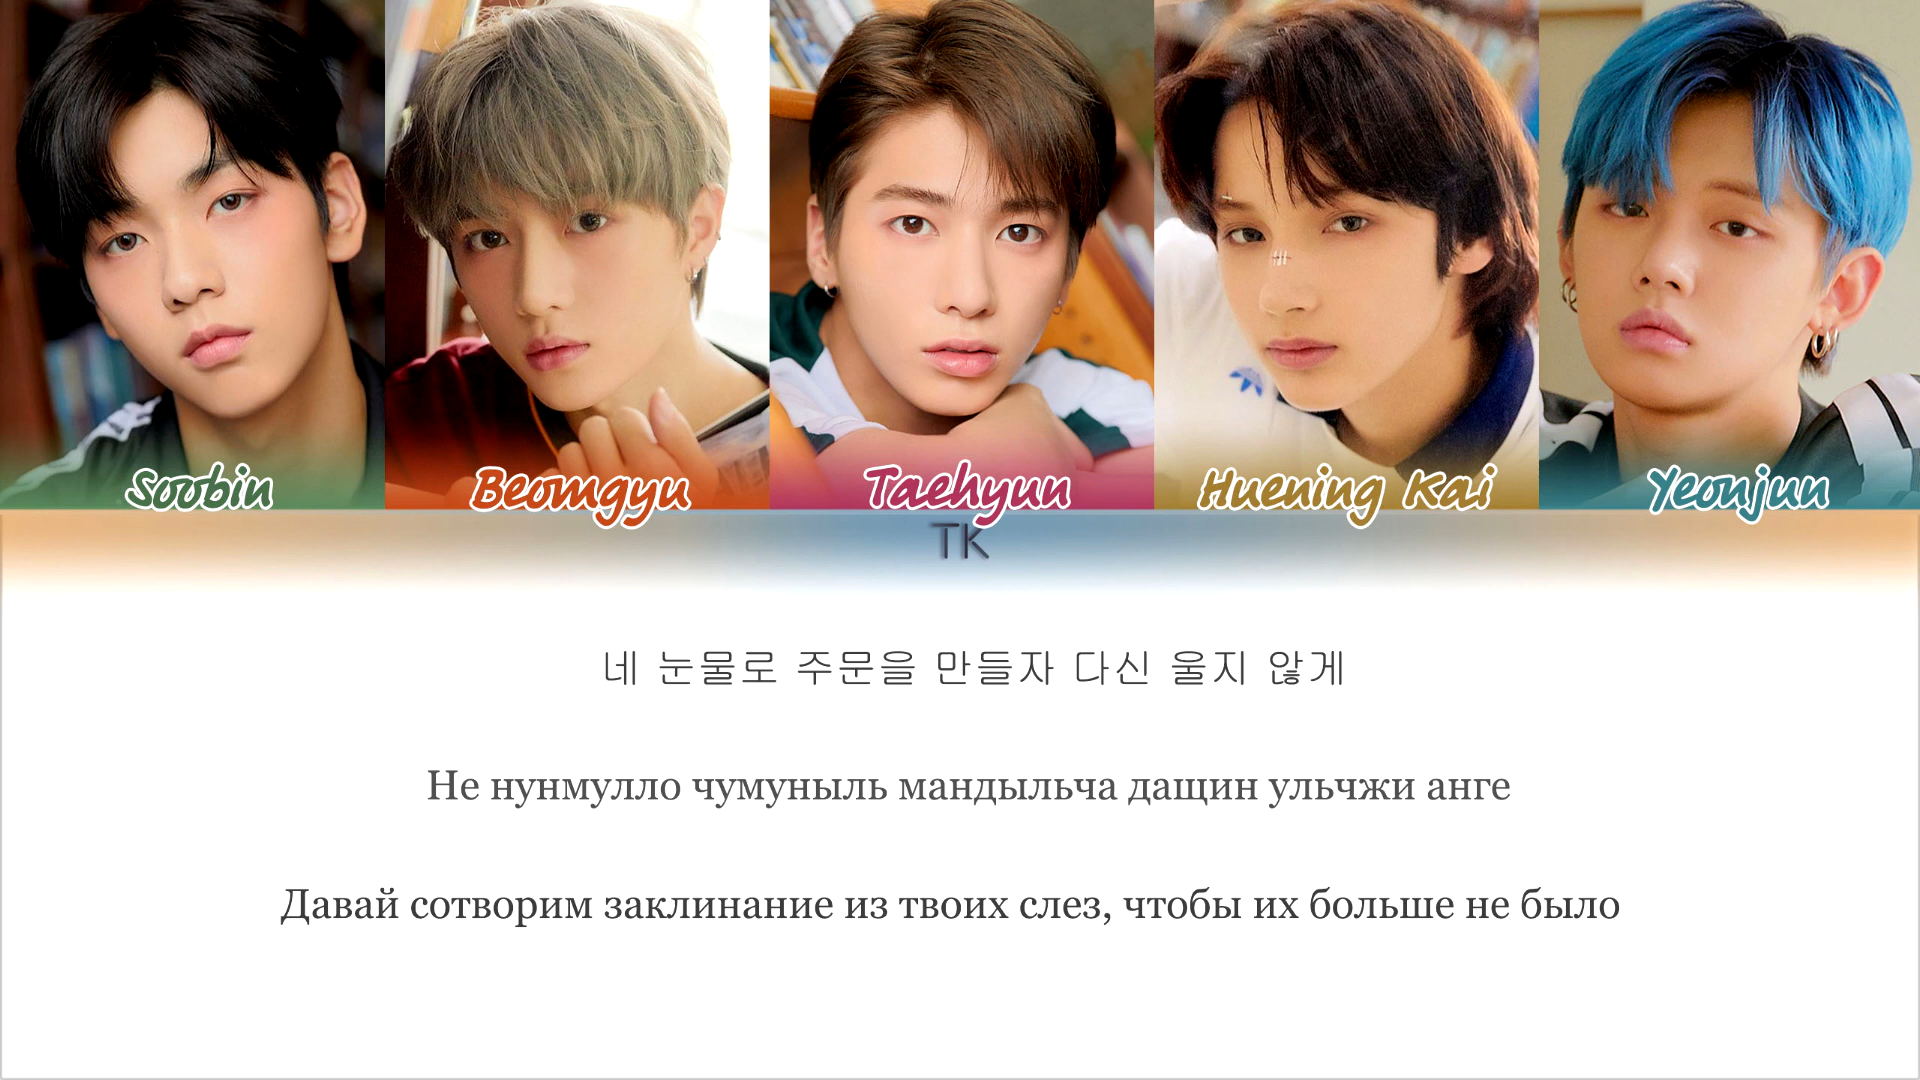 Soobin Beomgyu Taehyun Huening Kai Yeonjun
TK
네 눈물로 주문을 만들자 다신 울지 않게
Не нунмулло чумуныль мандыльча дащин ульчжи анге
Давай сотворим заклинание из твоих слез, чтобы их больше не было